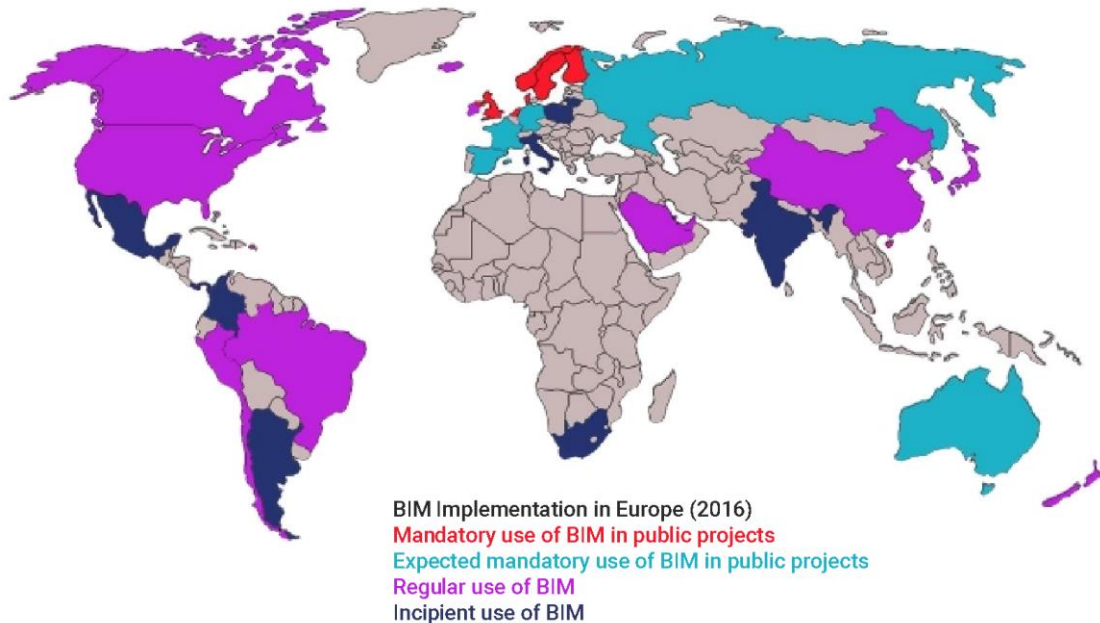 BIM Implementation in Europe (2016)
Mandatory use of BIM in public projects
Expected mandatory use of BIM in public projects
Regular use of BIM
Incipient use of BIM